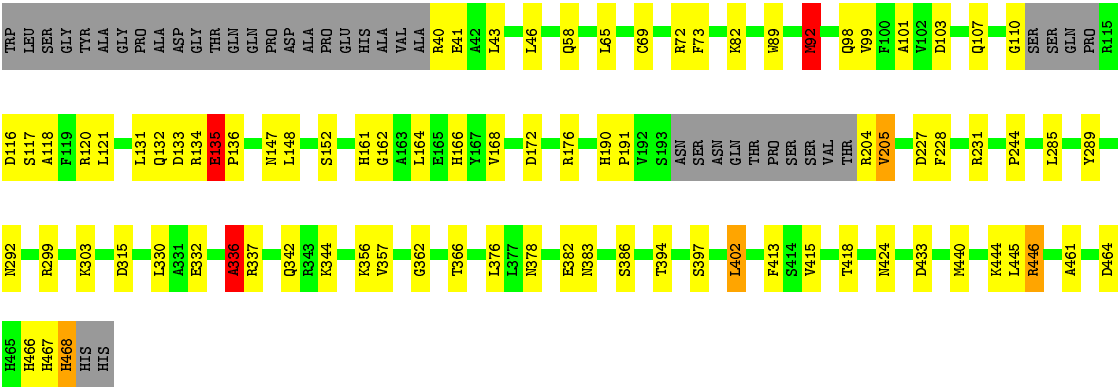 TRP LEU SER GLY TYR ALA GLY PRO ALA ASP GLY THR GLN GLN PRO ASP ALA PRO GLU HIS ALA VAL ALA R40 E41 A42 L43 L46 Q58 L65 C69 R72 F73 K82 W89 M92 Q98 V99 F100 A101 V102 D103 Q107 G110 SER SER GLN PRO R115
D116 S117 A118 F119 R120 L121 L131 Q132 D133 R134 E135 P136 N147 L148 S152 H161 G162 A163 L164 E165 H166 Y167 V168 D172 R176 H190 P191 V192 S193 ASN SER ASN GLN THR PRO SER SER VAL THR R204 V205 D227 F228 R231 P244 L285 Y289
N292 R299 K303 D315 L330 A331 E332 A336 R337 Q342 R343 K344 K356 V357 G362 T366 L376 L377 N378 E382 N383 S386 T394 S397 L402 F413 S414 V415 T418 N424 D433 M440 K444 L445 R446 A461 D464
H465 H466 H467 H468 HIS HIS